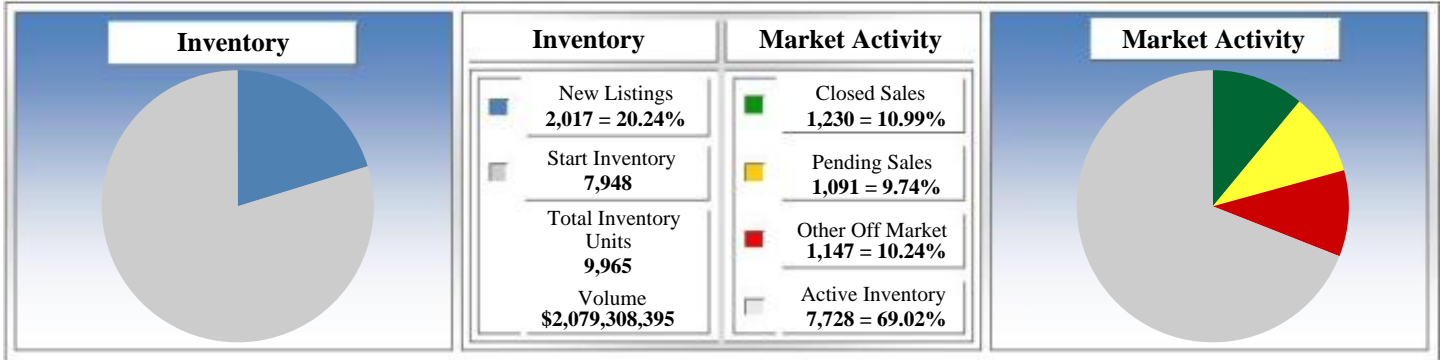 Inventory
Inventory
Market Activity
New Listings
2,017 = 20.24%
Start Inventory
7,948
Total Inventory
Units
9,965
Volume
$2,079,308,395
Closed Sales
1,230 = 10.99%
Pending Sales
1,091 = 9.74%
Other Off Market
1,147 = 10.24%
Active Inventory
7,728 = 69.02%
Market Activity